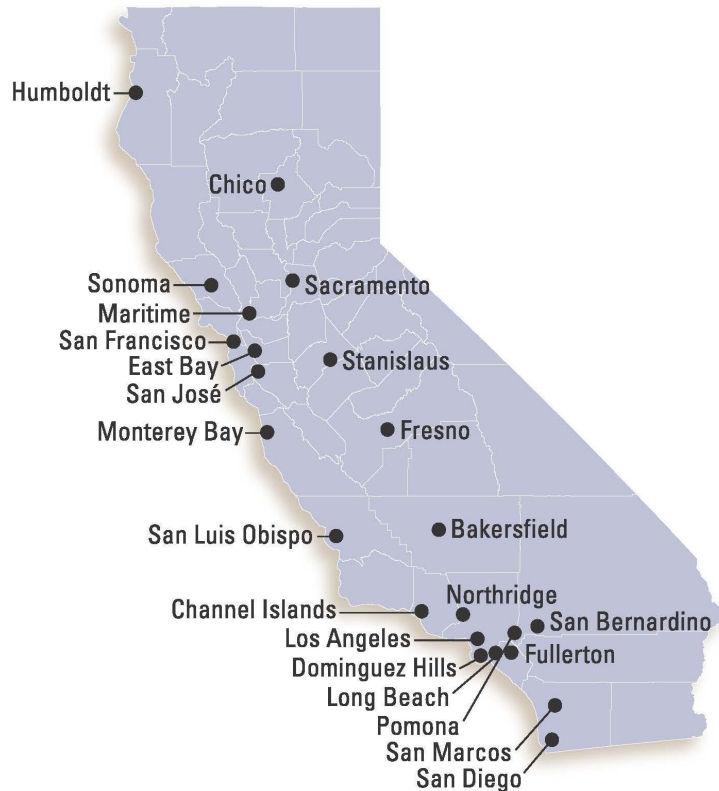 Humboldt
Chico
Sonoma
Sacramento
Maritime
San Francisco
East Bay
Stanislaus
San José
Monterey Bay
Fresno
San Luis Obispo
Bakersfield
Channel Islands
Northridge
San Bernardino
Los Angeles
Fullerton
Dominguez Hills
Long Beach
Pomona
San Marcos
San Diego